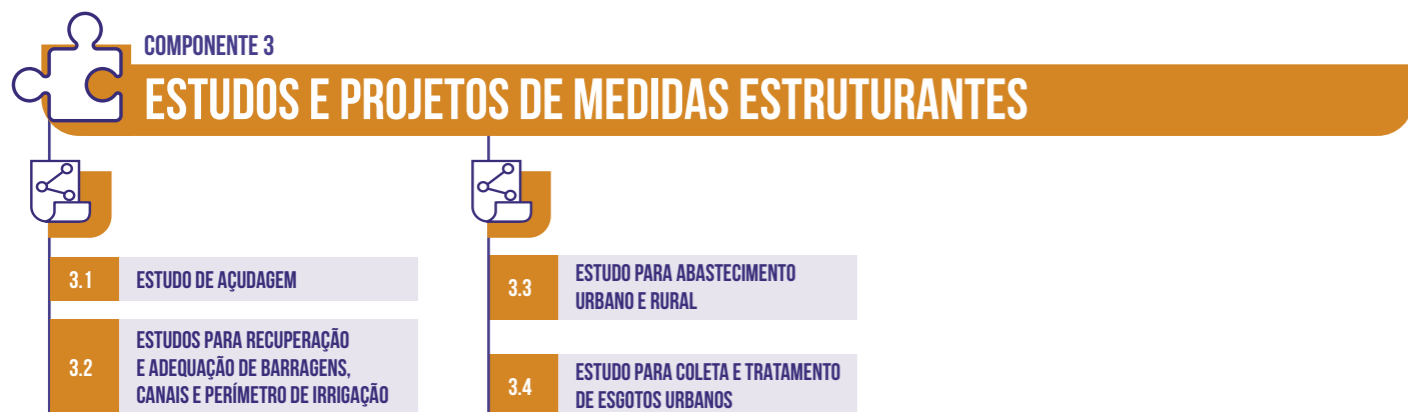 COMPONENTE 3
ESTUDOS E PROJETOS DE MEDIDAS ESTRUTURANTES
3.1
ESTUDO DE AÇUDAGEM
3.2
ESTUDOS PARA RECUPERAÇÃO
E ADEQUAÇÃO DE BARRAGENS,
CANAIS E PERÍMETRO DE IRRIGAÇÃO
3.3
ESTUDO PARA ABASTECIMENTO
URBANO E RURAL
3.4
ESTUDO PARA COLETA E TRATAMENTO
DE ESGOTOS URBANOS